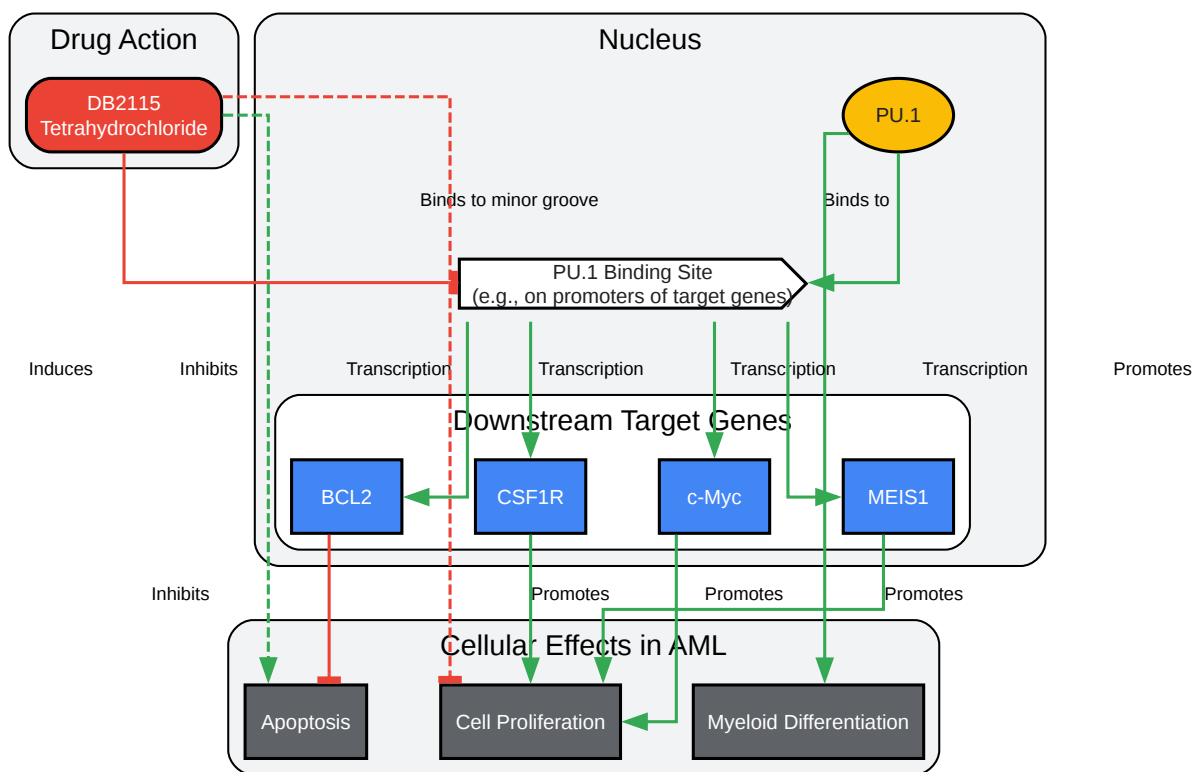 Drug Action
Nucleus
DB2115
Tetrahydrochloride
PU.1
Binds to minor groove
Binds to
PU.1 Binding Site
(e.g., on promoters of target genes)
Induces
Inhibits
Transcription
Transcription
Transcription
Transcription
Promotes
Downstream Target Genes
BCL2
CSF1R
c-Myc
MEIS1
Inhibits
Promotes
Promotes
Promotes
Cellular Effects in AML
Apoptosis
Cell Proliferation
Myeloid Differentiation